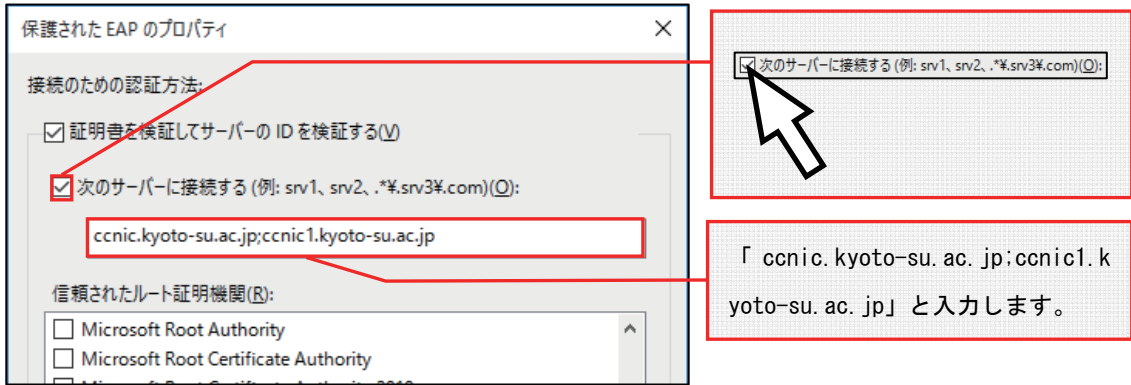 保護された EAP のプロパティ
接続のための認証方法:
証明書を検証してサーバーの ID を検証する(V)
次のサーバーに接続する (例: srv1、srv2、.*¥.srv3¥.com)(O):
ccnic.kyoto-su.ac.jp;ccnic1.kyoto-su.ac.jp
信頼されたルート証明機関(R):
Microsoft Root Authority
Microsoft Root Certificate Authority
次のサーバーに接続する (例: srv1、srv2、.*¥.srv3¥.com)(O):
「 ccnic.kyoto-su.ac.jp;ccnic1.k
yoto-su.ac.jp」と入力します。